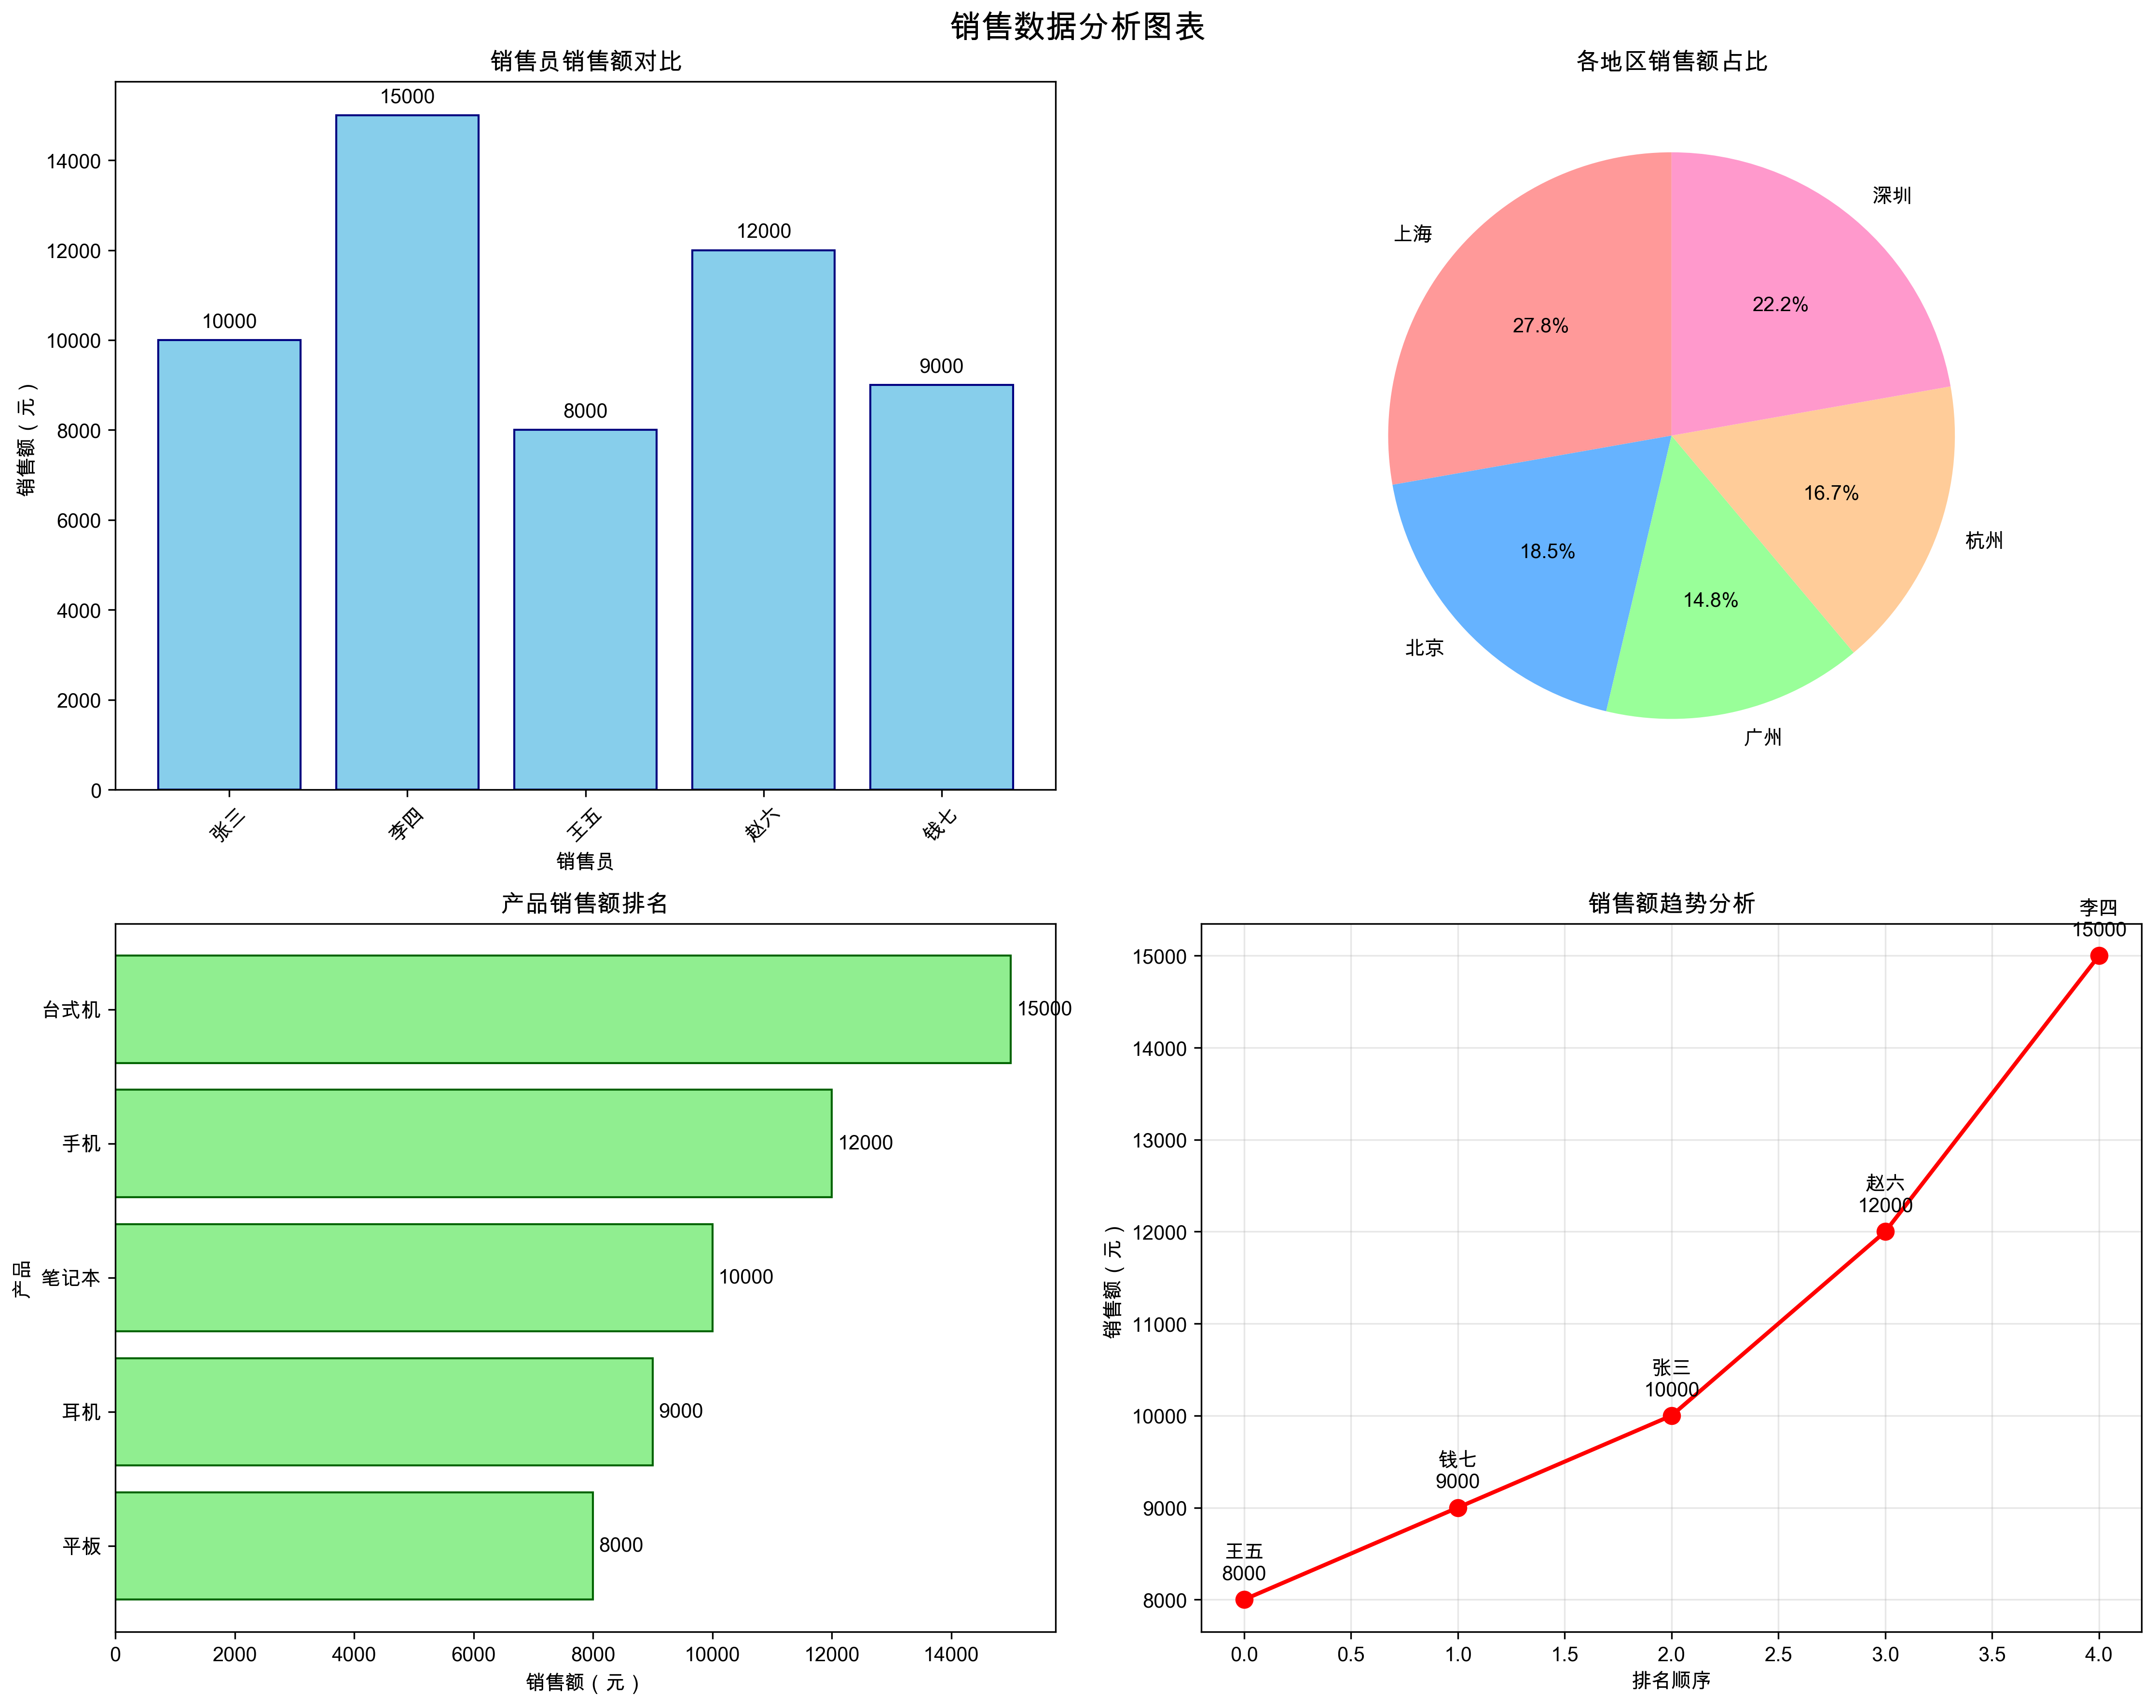 销售数据分析图表
销售员销售额对比
15000
12000
10000
9000
8000
14000
12000
10000
8000
6000
4000
2000
0
销售额（元）
张三
李四
王五
赵六
钱七
销售员
各地区销售额占比
上海
27.8%
北京
18.5%
广州
14.8%
杭州
16.7%
深圳
22.2%
产品销售额排名
产品
台式机
15000
手机
12000
笔记本
10000
耳机
9000
平板
8000
0
2000
4000
6000
8000
10000
12000
14000
销售额（元）
销售额趋势分析
李四
15000
赵六
12000
张三
10000
钱七
9000
王五
8000
15000
14000
13000
12000
11000
10000
9000
8000
销售额（元）
0.0
0.5
1.0
1.5
2.0
2.5
3.0
3.5
4.0
排名顺序